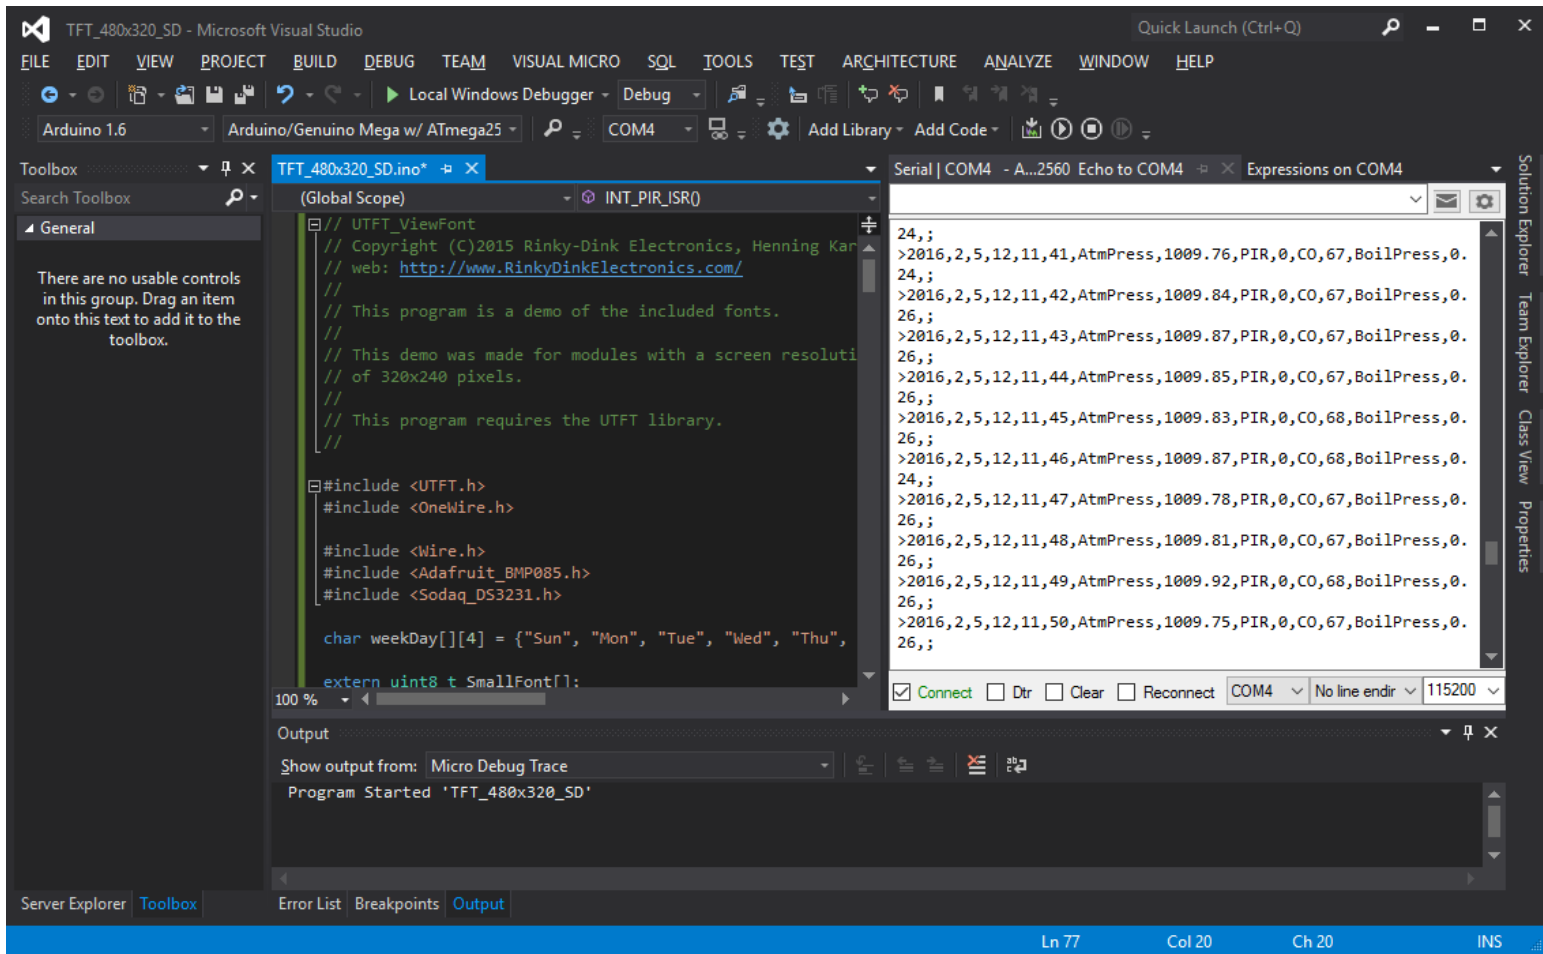 TFT_480x320_SD - Microsoft Visual Studio
Quick Launch (Ctrl+Q)
FILE EDIT VIEW PROJECT BUILD DEBUG TEAM VISUAL MICRO SQL TOOLS TEST ARCHITECTURE ANALYZE WINDOW HELP
Local Windows Debugger Debug
Arduino 1.6 Arduino/Genuino Mega w/ ATmega25 COM4 Add Library Add Code
Toolbox
Search Toolbox
General
There are no usable controls
in this group. Drag an item
onto this text to add it to the
toolbox.
TFT_480x320_SD.ino*
(Global Scope) INT_PIR_ISR()
// UTFT_ViewFont
// Copyright (C)2015 Rinky-Dink Electronics, Henning Kar
// web: http://www.RinkyDinkElectronics.com/
//
// This program is a demo of the included fonts.
//
// This demo was made for modules with a screen resoluti
// of 320x240 pixels.
//
// This program requires the UTFT library.
//
#include <UTFT.h>
#include <OneWire.h>
#include <Wire.h>
#include <Adafruit_BMP085.h>
#include <Sodaq_DS3231.h>
char weekDay[][4] = {"Sun", "Mon", "Tue", "Wed", "Thu",
extern uint8_t SmallFont[];
100 %
Serial | COM4 - A...2560 Echo to COM4 Expressions on COM4
24,;
>2016,2,5,12,11,41,AtmPress,1009.76,PIR,0,CO,67,BoilPress,0.
24,;
>2016,2,5,12,11,42,AtmPress,1009.84,PIR,0,CO,67,BoilPress,0.
26,;
>2016,2,5,12,11,43,AtmPress,1009.87,PIR,0,CO,67,BoilPress,0.
26,;
>2016,2,5,12,11,44,AtmPress,1009.85,PIR,0,CO,67,BoilPress,0.
26,;
>2016,2,5,12,11,45,AtmPress,1009.83,PIR,0,CO,68,BoilPress,0.
26,;
>2016,2,5,12,11,46,AtmPress,1009.87,PIR,0,CO,68,BoilPress,0.
24,;
>2016,2,5,12,11,47,AtmPress,1009.78,PIR,0,CO,67,BoilPress,0.
26,;
>2016,2,5,12,11,48,AtmPress,1009.81,PIR,0,CO,67,BoilPress,0.
26,;
>2016,2,5,12,11,49,AtmPress,1009.92,PIR,0,CO,68,BoilPress,0.
26,;
>2016,2,5,12,11,50,AtmPress,1009.75,PIR,0,CO,67,BoilPress,0.
26,;
Connect Dtr Clear Reconnect COM4 No line endir 115200
Solution Explorer
Team Explorer
Class View
Properties
Output
Show output from: Micro Debug Trace
Program Started 'TFT_480x320_SD'
Server Explorer Toolbox
Error List Breakpoints Output
Ln 77 Col 20 Ch 20 INS